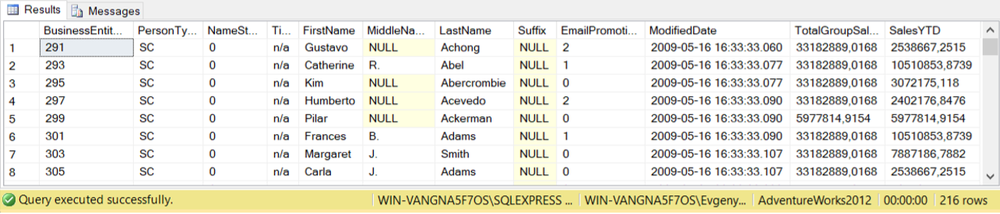 Results Messages
BusinessEntit... PersonTy... NameSt... Ti... FirstName MiddleNa... LastName Suffix EmailPromoti... ModifiedDate TotalGroupSal... SalesYTD
1 291 SC 0 n/a Gustavo NULL Achong NULL 2 2009-05-16 16:33:33.060 33182889,0168 2538667,2515
2 293 SC 0 n/a Catherine R. Abel NULL 1 2009-05-16 16:33:33.077 33182889,0168 10510853,8739
3 295 SC 0 n/a Kim NULL Abercrombie NULL 0 2009-05-16 16:33:33.077 33182889,0168 3072175,118
4 297 SC 0 n/a Humberto NULL Acevedo NULL 2 2009-05-16 16:33:33.090 33182889,0168 2402176,8476
5 299 SC 0 n/a Pilar NULL Ackerman NULL 0 2009-05-16 16:33:33.090 5977814,9154 5977814,9154
6 301 SC 0 n/a Frances B. Adams NULL 1 2009-05-16 16:33:33.090 33182889,0168 10510853,8739
7 303 SC 0 n/a Margaret J. Smith NULL 0 2009-05-16 16:33:33.107 33182889,0168 7887186,7882
8 305 SC 0 n/a Carla J. Adams NULL 0 2009-05-16 16:33:33.107 33182889,0168 2538667,2515
Query executed successfully. WIN-VANGNA5F7OS\SQLEXPRESS ... WIN-VANGNA5F7OS\Evgeny... AdventureWorks2012 00:00:00 216 rows